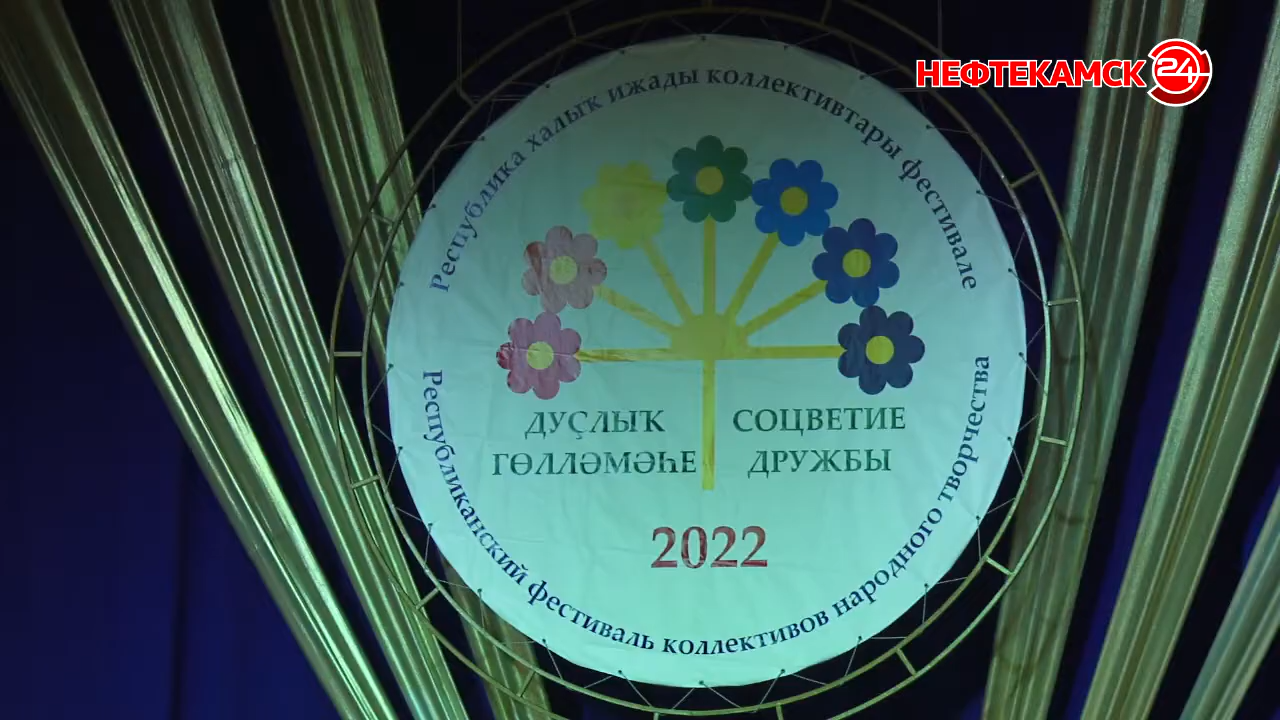 НЕФТЕКАМСК 24
Республика халыҡ ижады коллективтары фестивале
ДУҪЛЫҠ
ГӨЛЛӘМӘҺЕ
СОЦВЕТИЕ
ДРУЖБЫ
2022
Республиканский фестиваль коллективов народного творчества